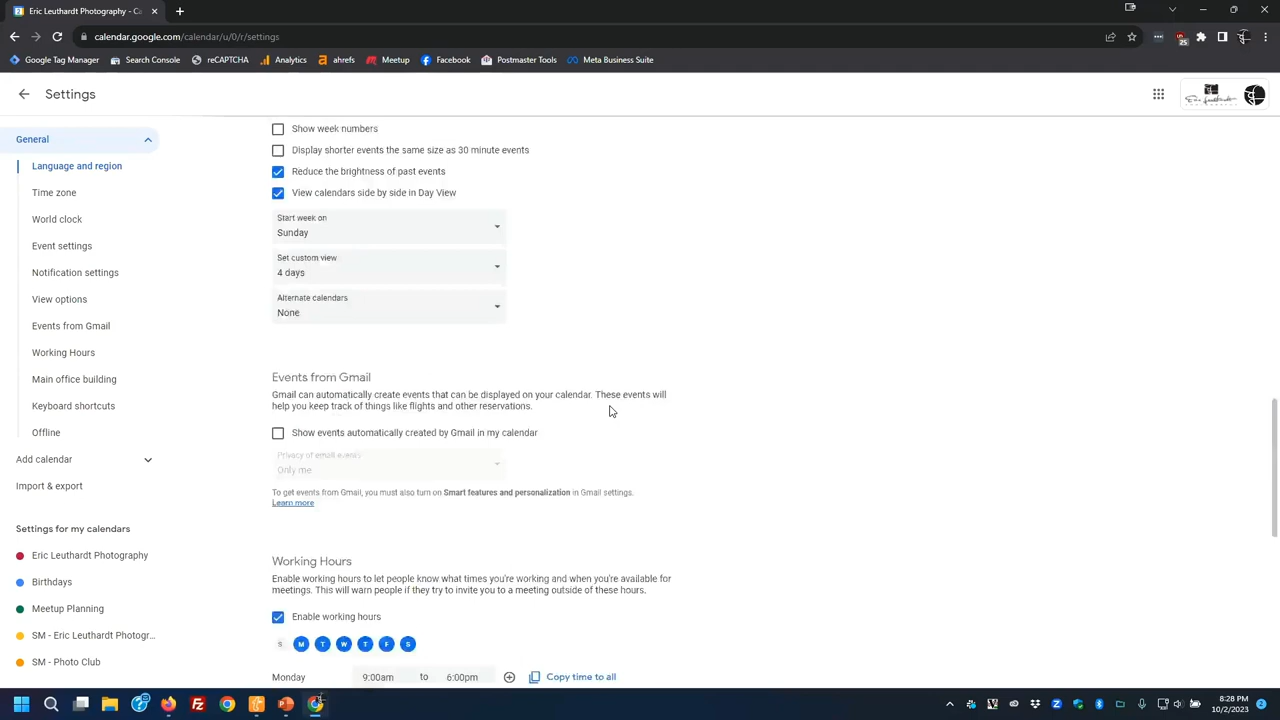 Eric Leuthardt Photography - Ca
calendar.google.com/calendar/u/0/r/settings
Google Tag Manager
Search Console
reCAPTCHA
Analytics
ahrefs
Meetup
Facebook
Postmaster Tools
Meta Business Suite
Settings
General
Language and region
Time zone
World clock
Event settings
Notification settings
View options
Events from Gmail
Working Hours
Main office building
Keyboard shortcuts
Offline
Add calendar
Import & export
Settings for my calendars
Eric Leuthardt Photography
Birthdays
Meetup Planning
SM - Eric Leuthardt Photogr...
SM - Photo Club
Show week numbers
Display shorter events the same size as 30 minute events
Reduce the brightness of past events
View calendars side by side in Day View
Start week on
Sunday
Set custom view
4 days
Alternate calendars
None
Events from Gmail
Gmail can automatically create events that can be displayed on your calendar. These events will
help you keep track of things like flights and other reservations.
Show events automatically created by Gmail in my calendar
Privacy of email events
Only me
To get events from Gmail, you must also turn on Smart features and personalization in Gmail settings.
Learn more
Working Hours
Enable working hours to let people know what times you're working and when you're available for
meetings. This will warn people if they try to invite you to a meeting outside of these hours.
Enable working hours
S M T W T F S
Monday 9:00am to 6:00pm Copy time to all
8:28 PM
10/2/2023